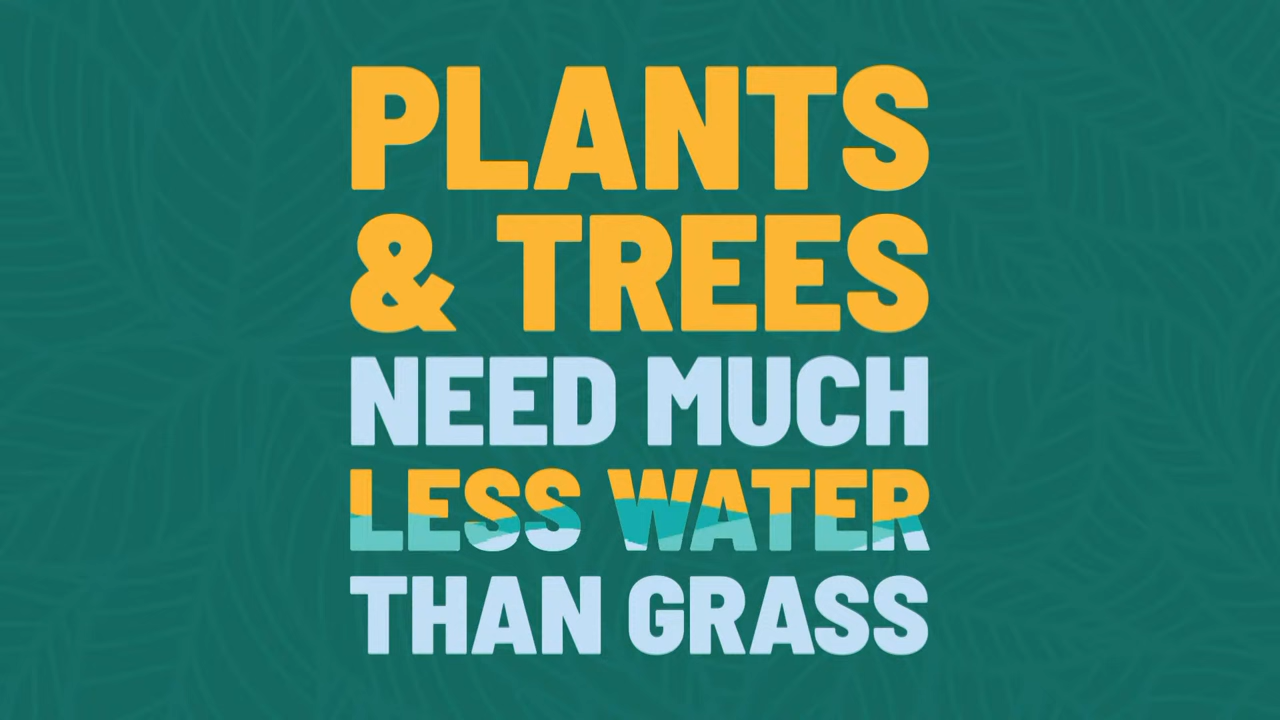 PLANTS
& TREES
NEED MUCH
LESS WATER
THAN GRASS